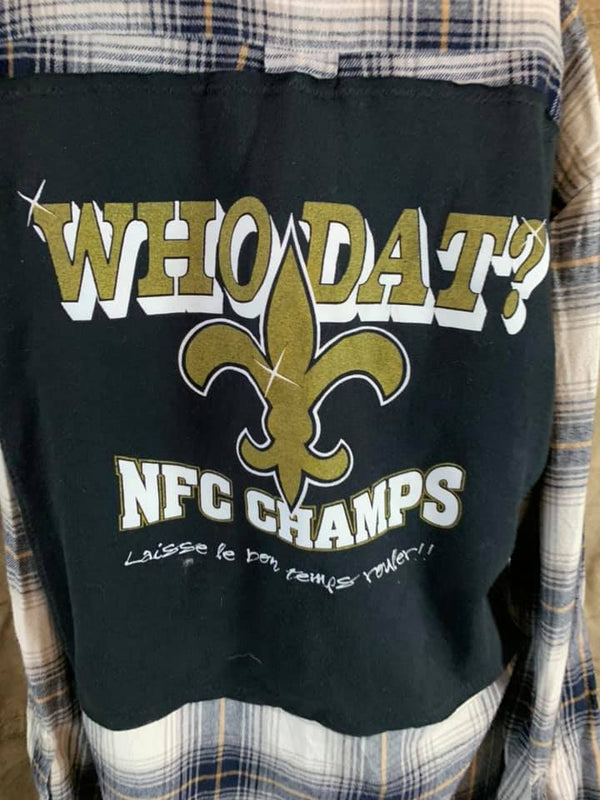 WHO DAT?
NFC CHAMPS
Laisse le bon temps rouler!!